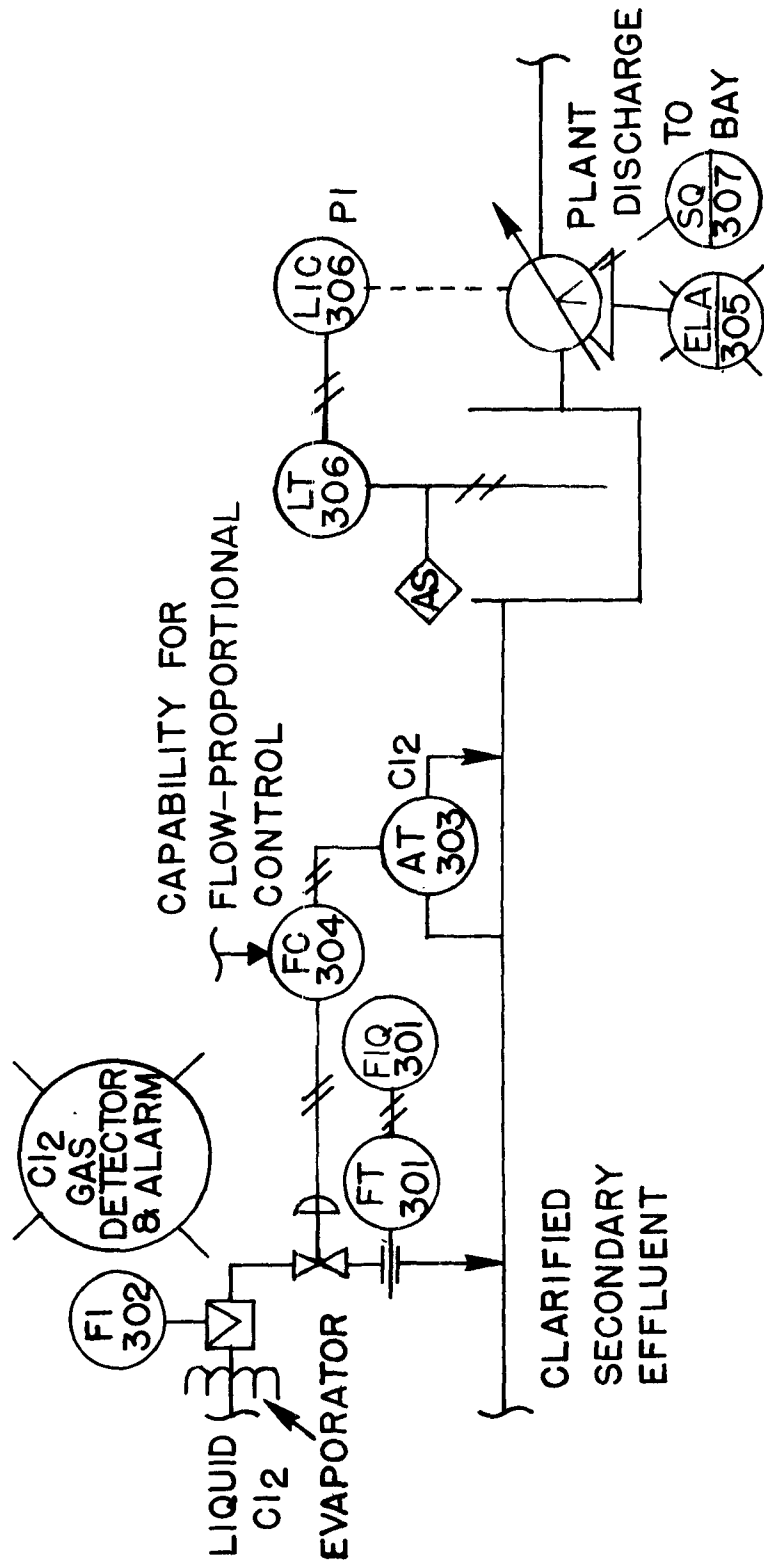 Cl2
GAS
DETECTOR
& ALARM
FI
302
LIQUID
Cl2
EVAPORATOR
FT
301
FIQ
301
CAPABILITY FOR
FLOW-PROPORTIONAL
CONTROL
FC
304
AT
303
Cl2
CLARIFIED
SECONDARY
EFFLUENT
AS
LT
306
LIC
306
PI
PLANT
DISCHARGE
TO
BAY
ELA
305
SQ
307